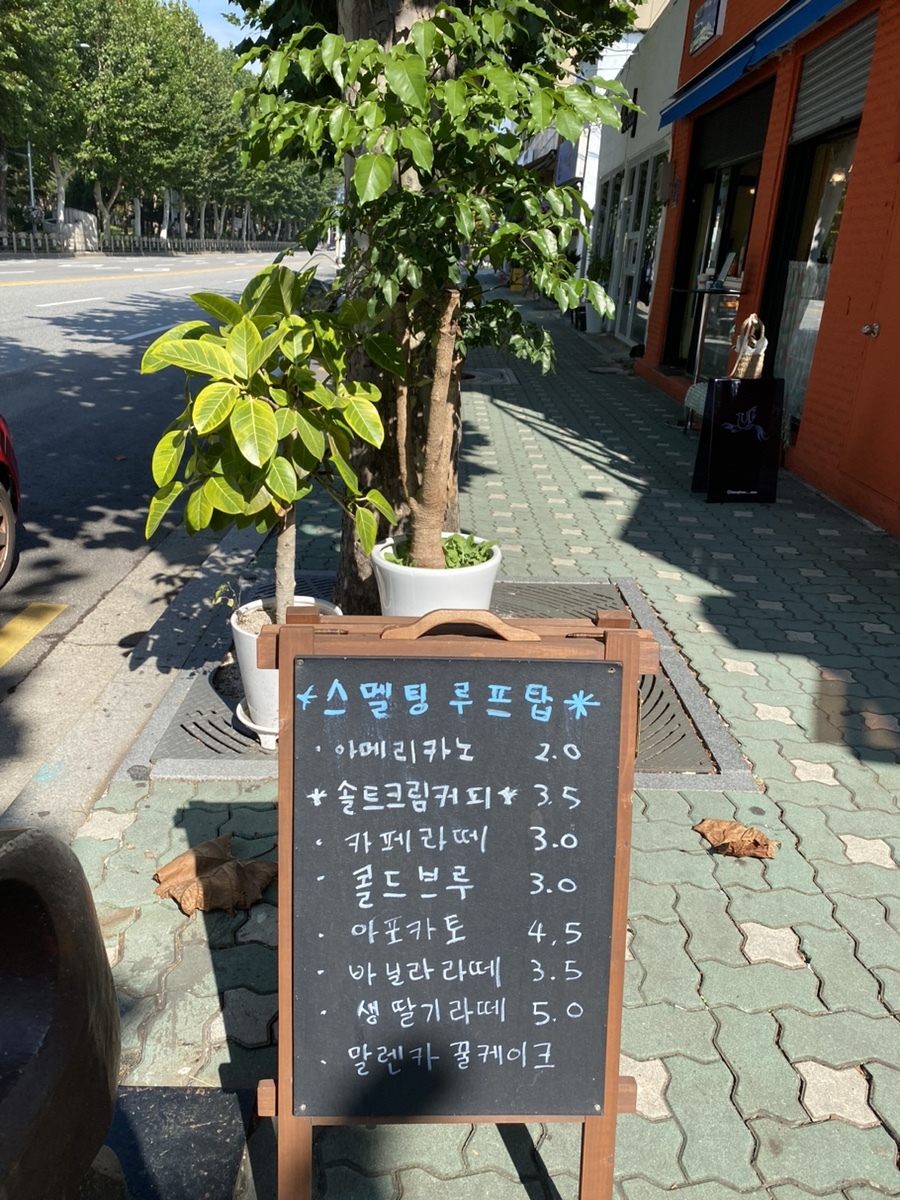 *스멜팅 루프탑*
· 아메리카노 2.0
*솔트크림커피* 3.5
· 카페라떼 3.0
· 콜드브루 3.0
· 아포카토 4.5
· 바닐라라떼 3.5
· 생딸기라떼 5.0
· 말렌카 꿀케이크